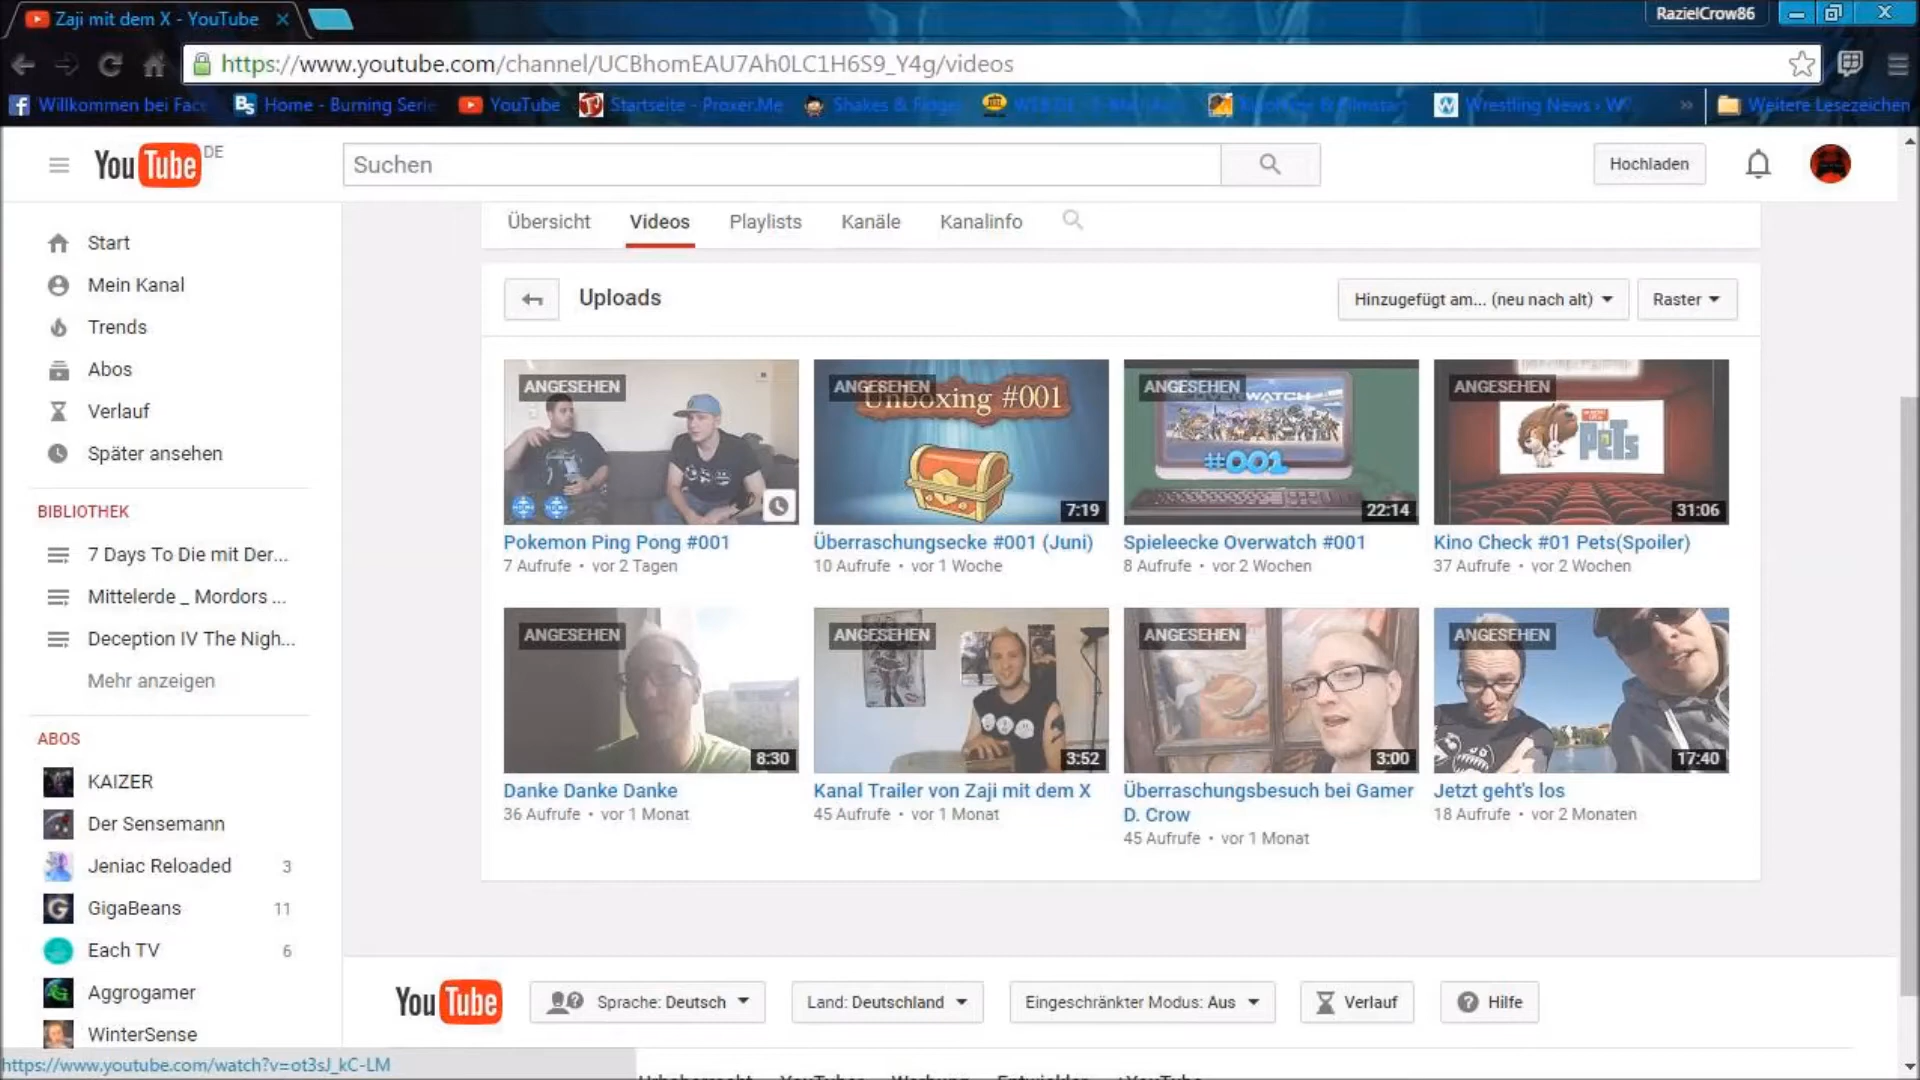 Zaji mit dem X - YouTube
RazielCrow86
https://www.youtube.com/channel/UCBhomEAU7Ah0LC1H6S9_Y4g/videos
Willkommen bei Fac
Home - Burning Serie
YouTube
Startseite - Proxer.Me
Shakes & Fidge
Wrestling News › W
»
Weitere Lesezeichen
YouTube DE
Suchen
Hochladen
Übersicht
Videos
Playlists
Kanäle
Kanalinfo
Start
Mein Kanal
Trends
Abos
Verlauf
Später ansehen
BIBLIOTHEK
7 Days To Die mit Der...
Mittelerde _ Mordors ...
Deception IV The Nigh...
Mehr anzeigen
ABOS
KAIZER
Der Sensemann
Jeniac Reloaded 3
GigaBeans 11
Each TV 6
Aggrogamer
WinterSense
Uploads
Hinzugefügt am... (neu nach alt)
Raster
ANGESEHEN
Pokemon Ping Pong #001
7 Aufrufe • vor 2 Tagen
ANGESEHEN
Unboxing #001
7:19
Überraschungsecke #001 (Juni)
10 Aufrufe • vor 1 Woche
ANGESEHEN
OVERWATCH
#001
22:14
Spieleecke Overwatch #001
8 Aufrufe • vor 2 Wochen
ANGESEHEN
PETS
31:06
Kino Check #01 Pets(Spoiler)
37 Aufrufe • vor 2 Wochen
ANGESEHEN
8:30
Danke Danke Danke
36 Aufrufe • vor 1 Monat
ANGESEHEN
3:52
Kanal Trailer von Zaji mit dem X
45 Aufrufe • vor 1 Monat
ANGESEHEN
3:00
Überraschungsbesuch bei Gamer
D. Crow
45 Aufrufe • vor 1 Monat
ANGESEHEN
17:40
Jetzt geht's los
18 Aufrufe • vor 2 Monaten
YouTube
Sprache: Deutsch
Land: Deutschland
Eingeschränkter Modus: Aus
Verlauf
Hilfe
https://www.youtube.com/watch?v=ot3sJ_kC-LM